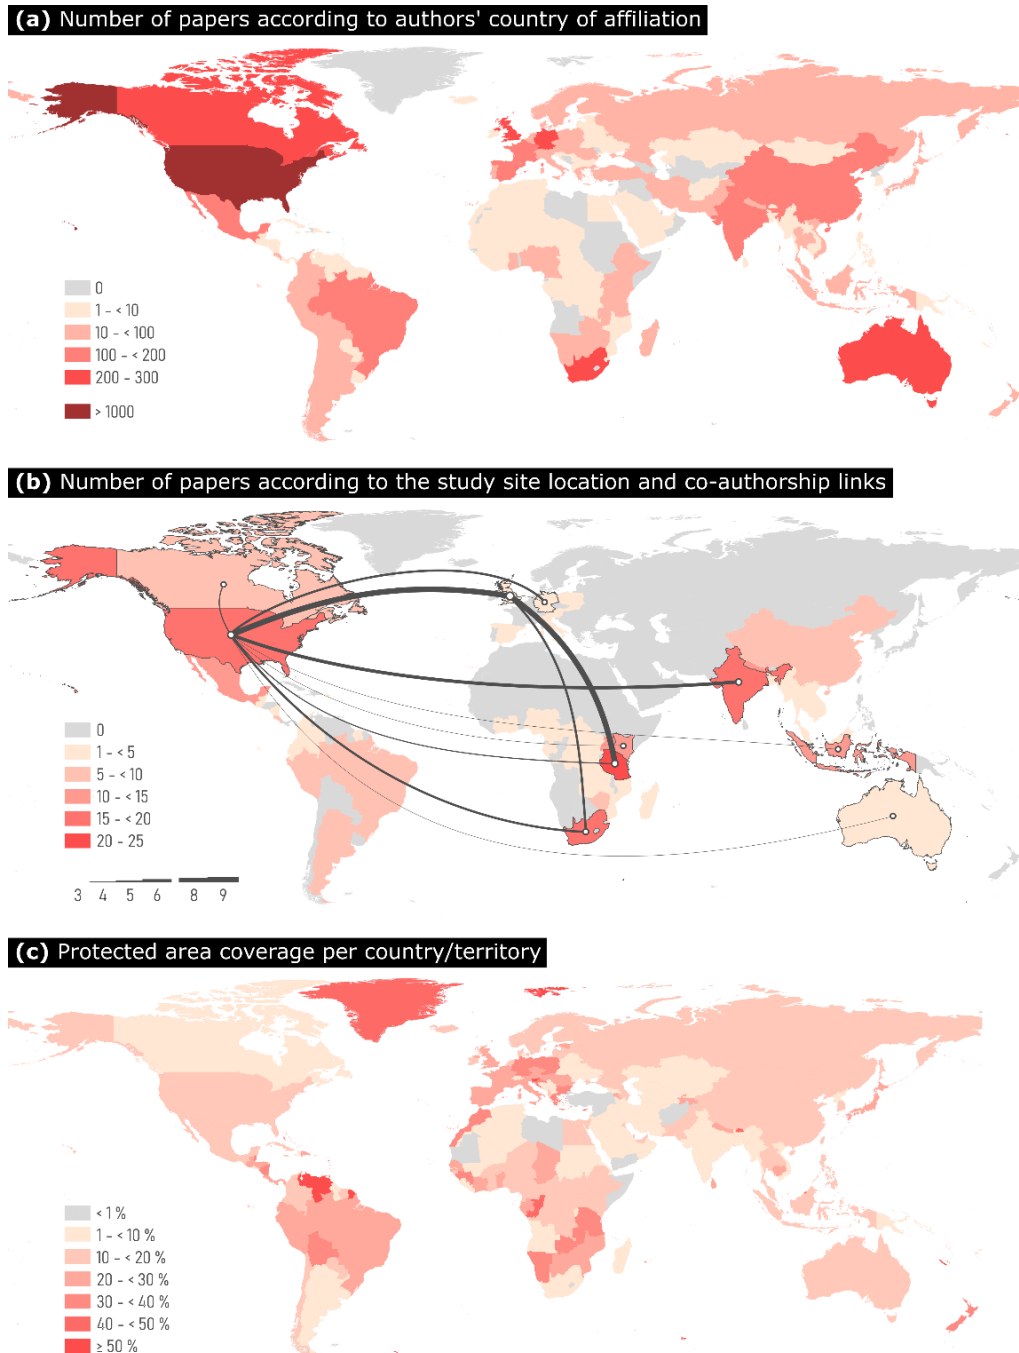 (a) Number of papers according to authors' country of affiliation
0
1 – < 10
10 – < 100
100 – < 200
200 – 300
> 1000
(b) Number of papers according to the study site location and co-authorship links
0
1 – < 5
5 – < 10
10 – < 15
15 – < 20
20 – 25
3 4 5 6 8 9
(c) Protected area coverage per country/territory
< 1 %
1 – < 10 %
10 – < 20 %
20 – < 30 %
30 – < 40 %
40 – < 50 %
≥ 50 %